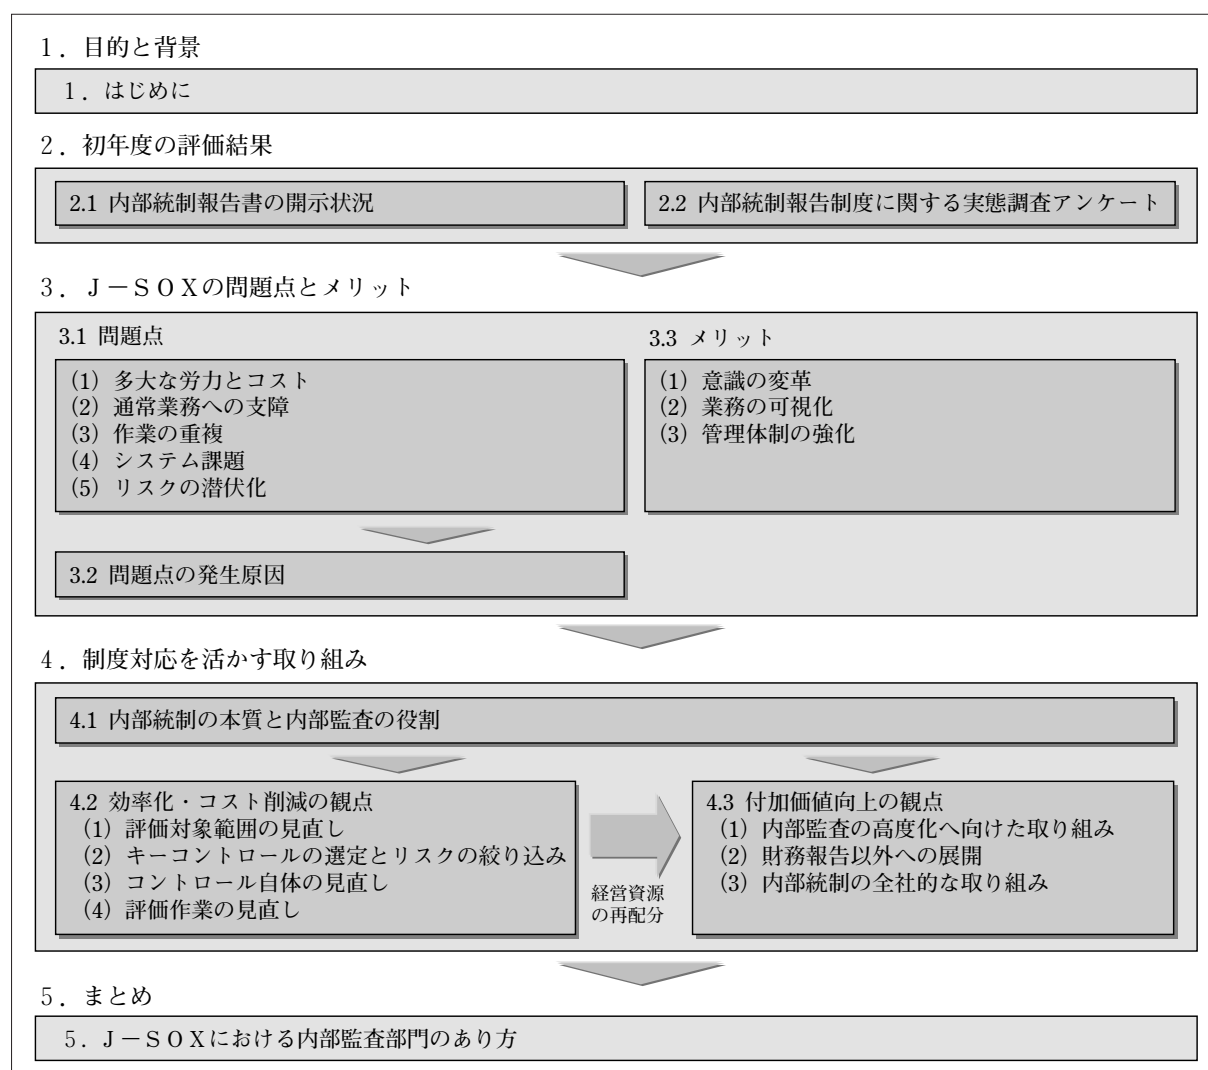 1．目的と背景
1．はじめに
2．初年度の評価結果
2.1 内部統制報告書の開示状況
2.2 内部統制報告制度に関する実態調査アンケート
3．Ｊ－ＳＯＸの問題点とメリット
3.1 問題点
(1) 多大な労力とコスト
(2) 通常業務への支障
(3) 作業の重複
(4) システム課題
(5) リスクの潜伏化
3.2 問題点の発生原因
3.3 メリット
(1) 意識の変革
(2) 業務の可視化
(3) 管理体制の強化
4．制度対応を活かす取り組み
4.1 内部統制の本質と内部監査の役割
4.2 効率化・コスト削減の観点
(1) 評価対象範囲の見直し
(2) キーコントロールの選定とリスクの絞り込み
(3) コントロール自体の見直し
(4) 評価作業の見直し
経営資源
の再配分
4.3 付加価値向上の観点
(1) 内部監査の高度化へ向けた取り組み
(2) 財務報告以外への展開
(3) 内部統制の全社的な取り組み
5．まとめ
5．Ｊ－ＳＯＸにおける内部監査部門のあり方